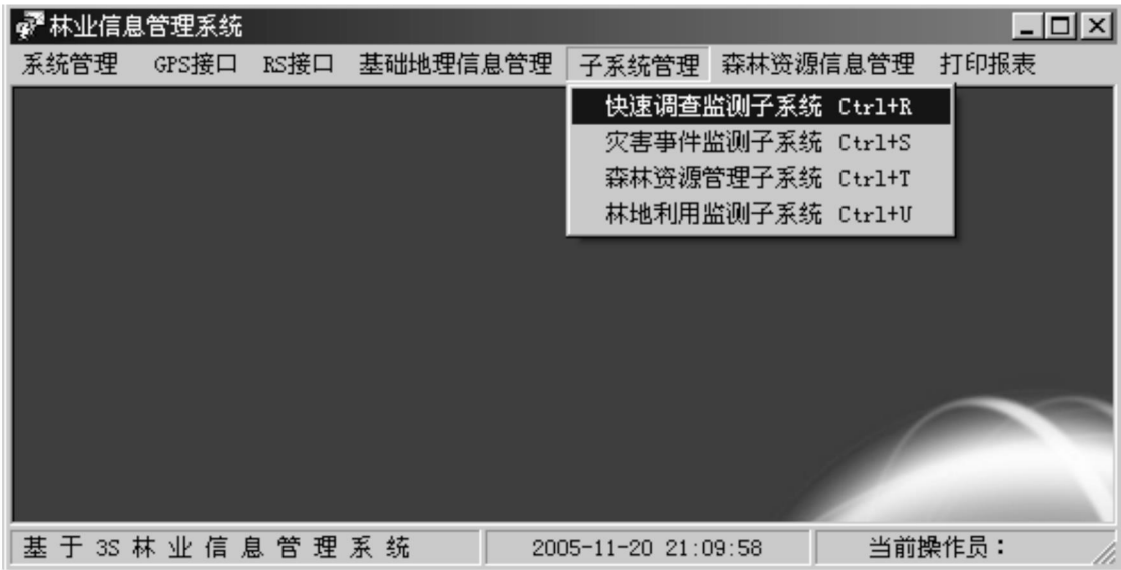 林业信息管理系统
系统管理 GPS接口 RS接口 基础地理信息管理 子系统管理 森林资源信息管理 打印报表
快速调查监测子系统 Ctrl+R
灾害事件监测子系统 Ctrl+S
森林资源管理子系统 Ctrl+T
林地利用监测子系统 Ctrl+U
基于3S林业信息管理系统 2005-11-20 21:09:58 当前操作员：